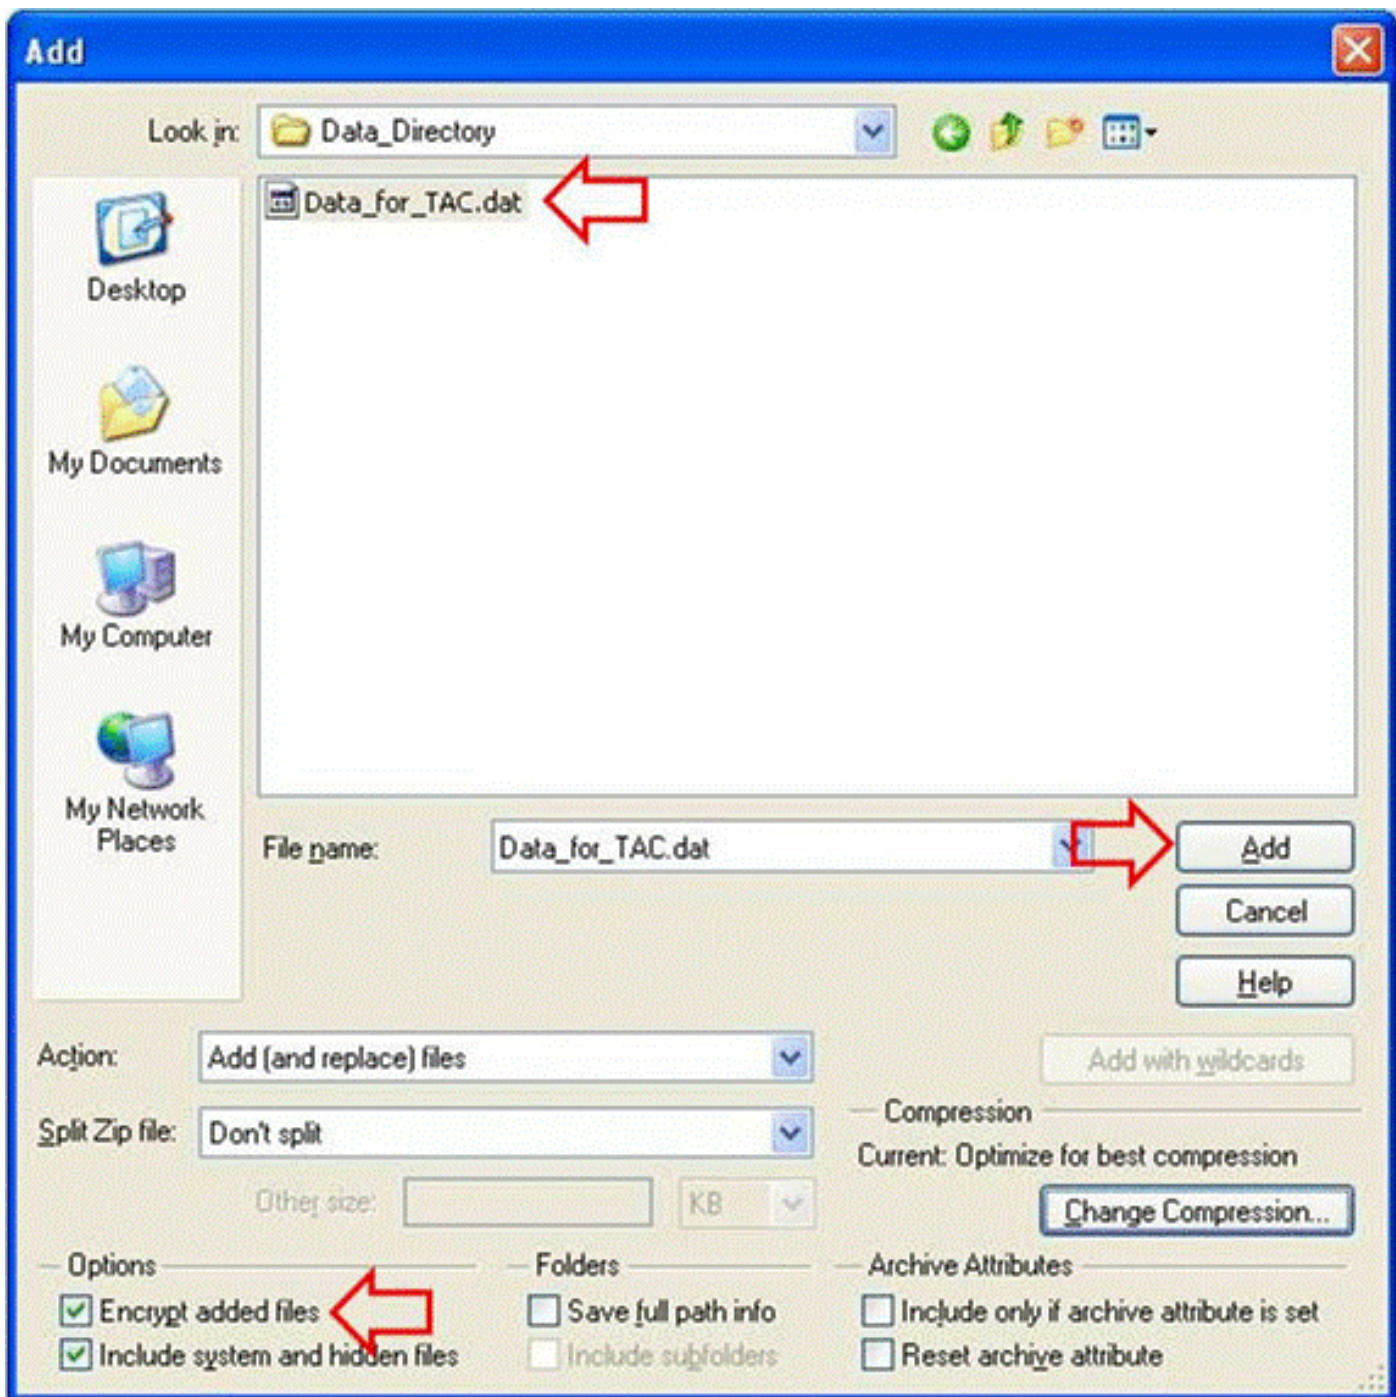 Add
Look in: Data_Directory
Data_for_TAC.dat
Desktop
My Documents
My Computer
My Network
Places
File name: Data_for_TAC.dat
Add
Cancel
Help
Action: Add (and replace) files
Add with wildcards
Split Zip file: Don't split
Compression
Current: Optimize for best compression
Other size: KB
Change Compression...
Options
Encrypt added files
Include system and hidden files
Folders
Save full path info
Include subfolders
Archive Attributes
Include only if archive attribute is set
Reset archive attribute